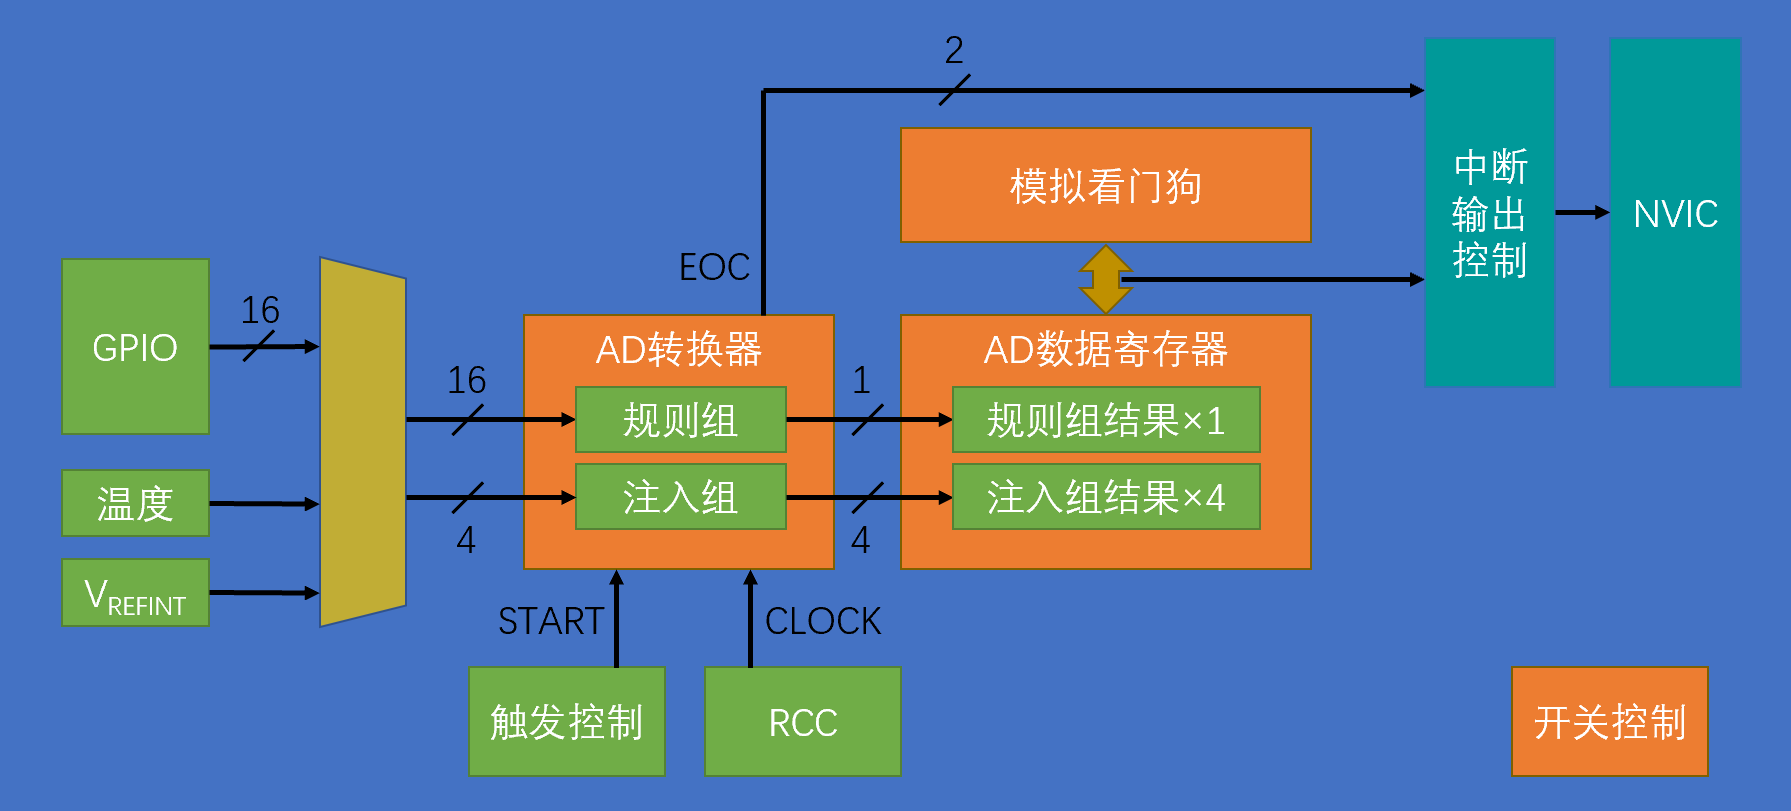 2
模拟看门狗
中断
输出
控制
NVIC
EOC
GPIO
16
16
AD转换器
1
AD数据寄存器
规则组
规则组结果×1
温度
注入组
注入组结果×4
4
4
VREFINT
START
CLOCK
触发控制
RCC
开关控制